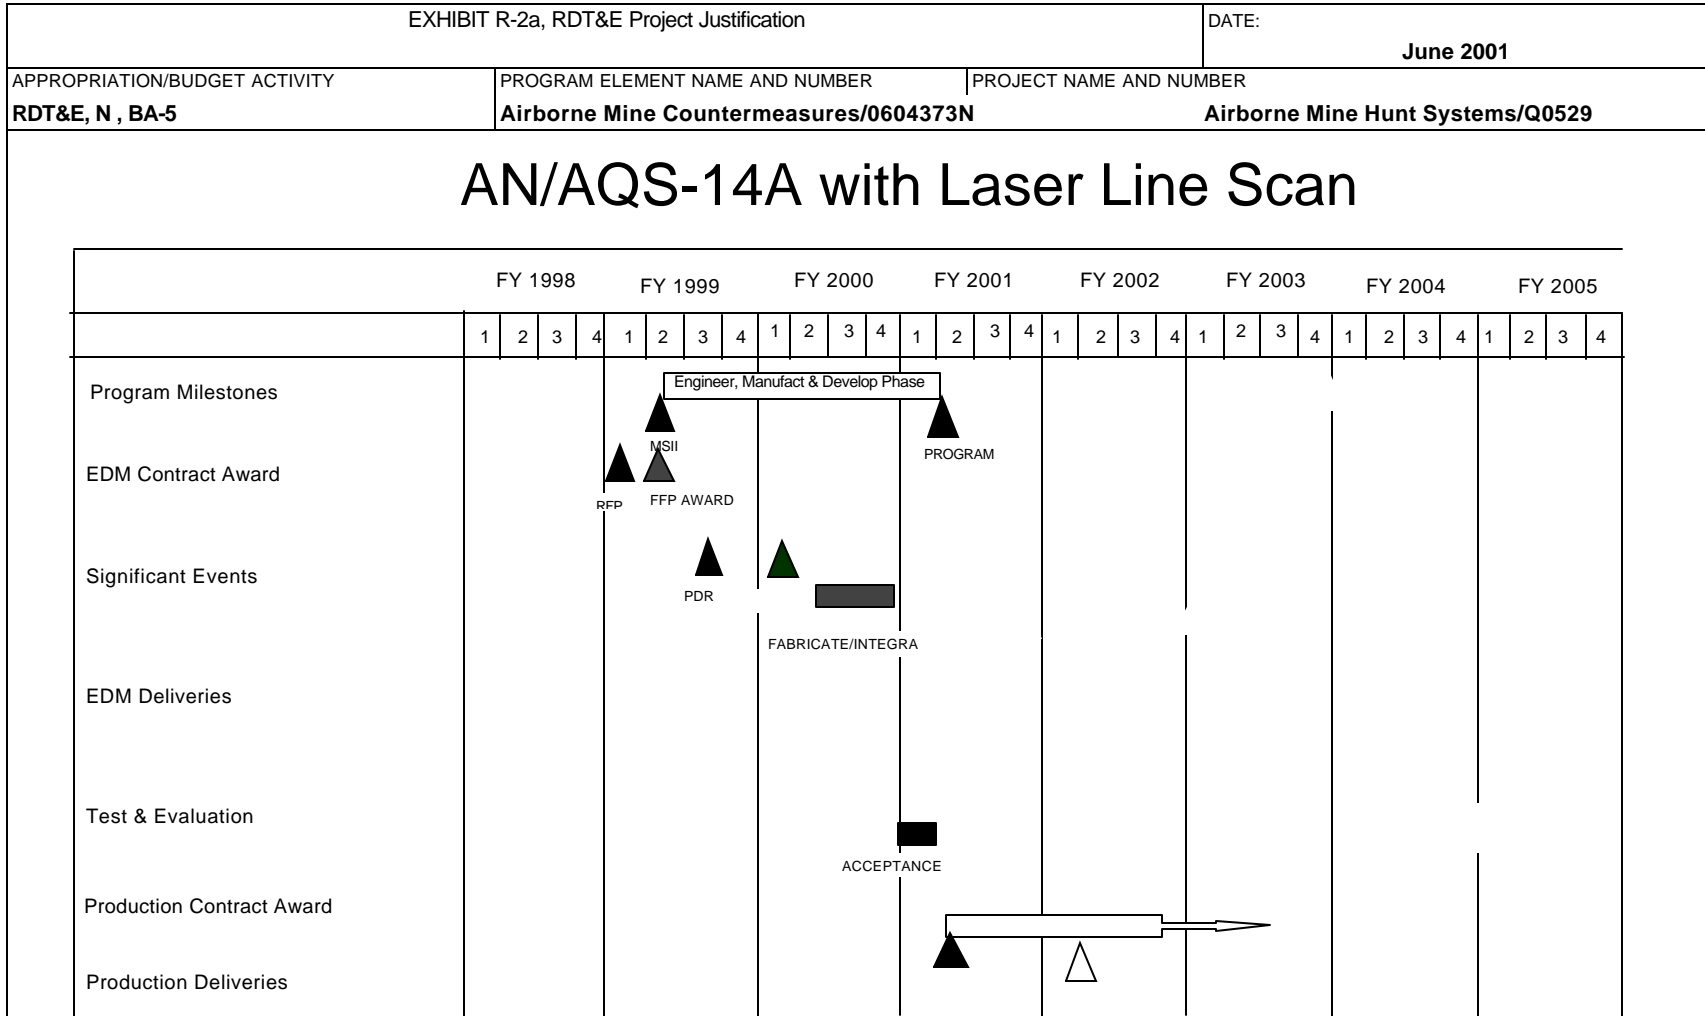 EXHIBIT R-2a, RDT&E Project Justification
DATE:
June 2001
APPROPRIATION/BUDGET ACTIVITY
PROGRAM ELEMENT NAME AND NUMBER
PROJECT NAME AND NUMBER
RDT&E, N , BA-5
Airborne Mine Countermeasures/0604373N
Airborne Mine Hunt Systems/Q0529
AN/AQS-14A with Laser Line Scan
FY 1998 FY 1999 FY 2000 FY 2001 FY 2002 FY 2003 FY 2004 FY 2005
1 2 3 4 1 2 3 4 1 2 3 4 1 2 3 4 1 2 3 4 1 2 3 4 1 2 3 4 1 2 3 4
Engineer, Manufact & Develop Phase
Program Milestones
MSII
PROGRAM
EDM Contract Award
RFP
FFP AWARD
Significant Events
PDR
FABRICATE/INTEGRA
EDM Deliveries
Test & Evaluation
ACCEPTANCE
Production Contract Award
Production Deliveries